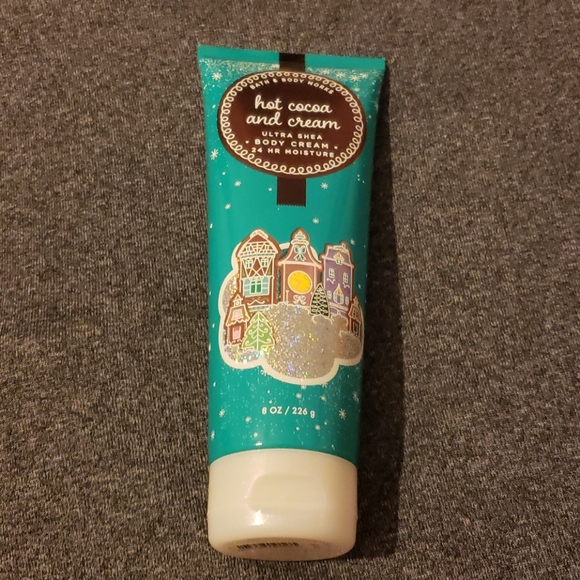 BATH & BODY WORKS
hot cocoa
and cream
ULTRA SHEA
• BODY CREAM •
24 HR MOISTURE
8 OZ / 226 g